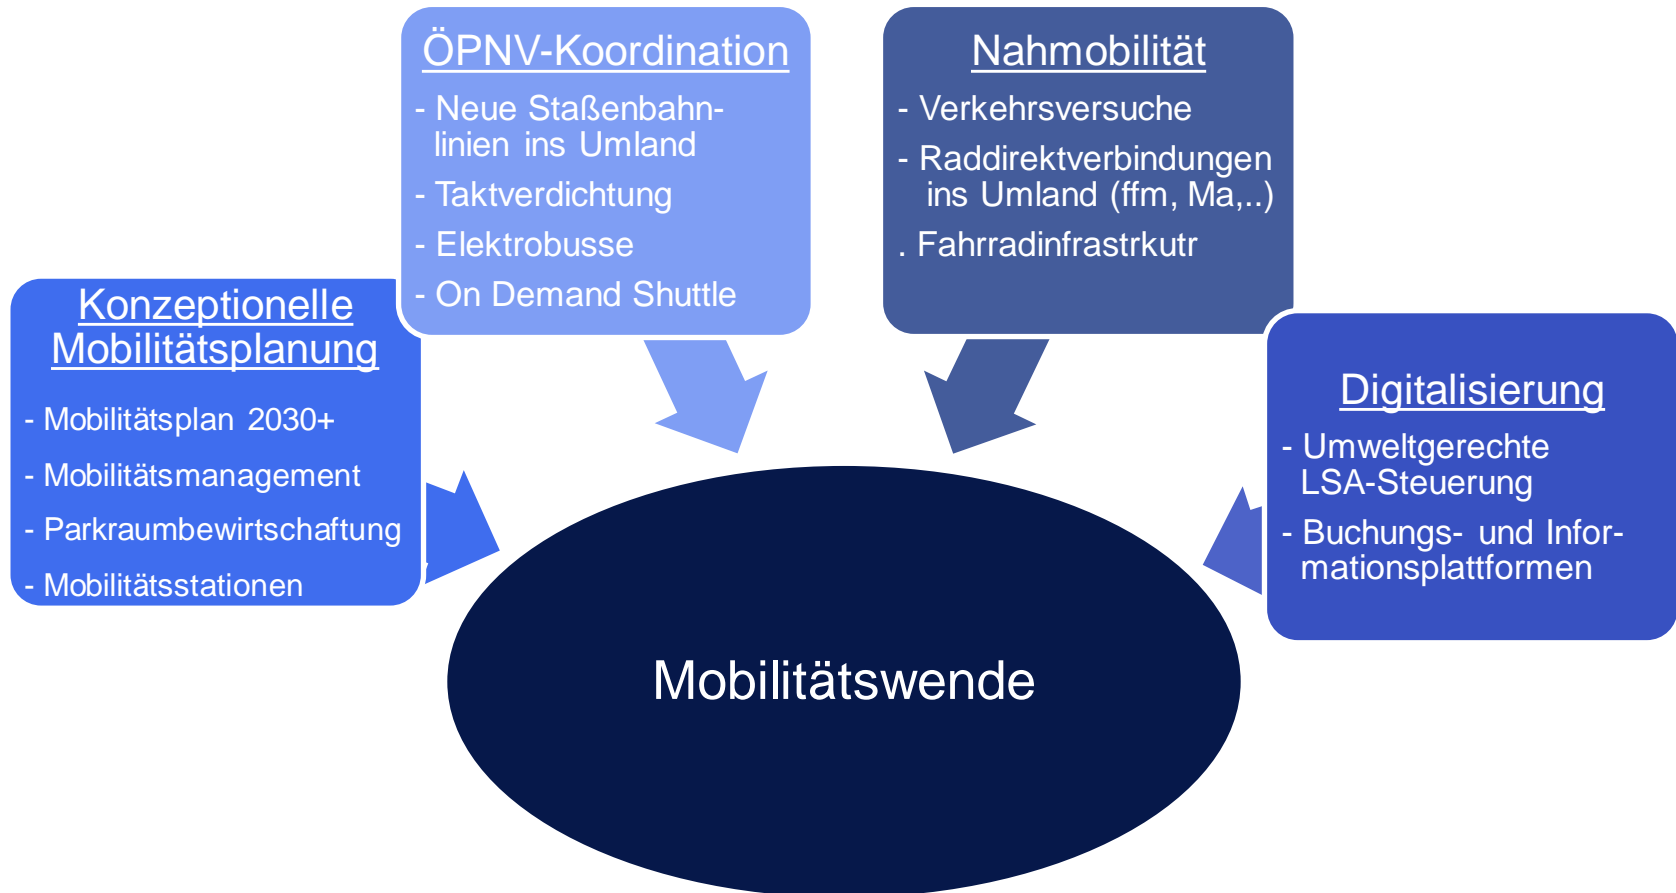 Konzeptionelle
Mobilitätsplanung
- Mobilitätsplan 2030+
- Mobilitätsmanagement
- Parkraumbewirtschaftung
- Mobilitätsstationen
ÖPNV-Koordination
- Neue Staßenbahn-
linien ins Umland
- Taktverdichtung
- Elektrobusse
- On Demand Shuttle
Nahmobilität
- Verkehrsversuche
- Raddirektverbindungen
ins Umland (ffm, Ma,..)
. Fahrradinfrastrkutr
Digitalisierung
- Umweltgerechte
LSA-Steuerung
- Buchungs- und Infor-
mationsplattformen
Mobilitätswende